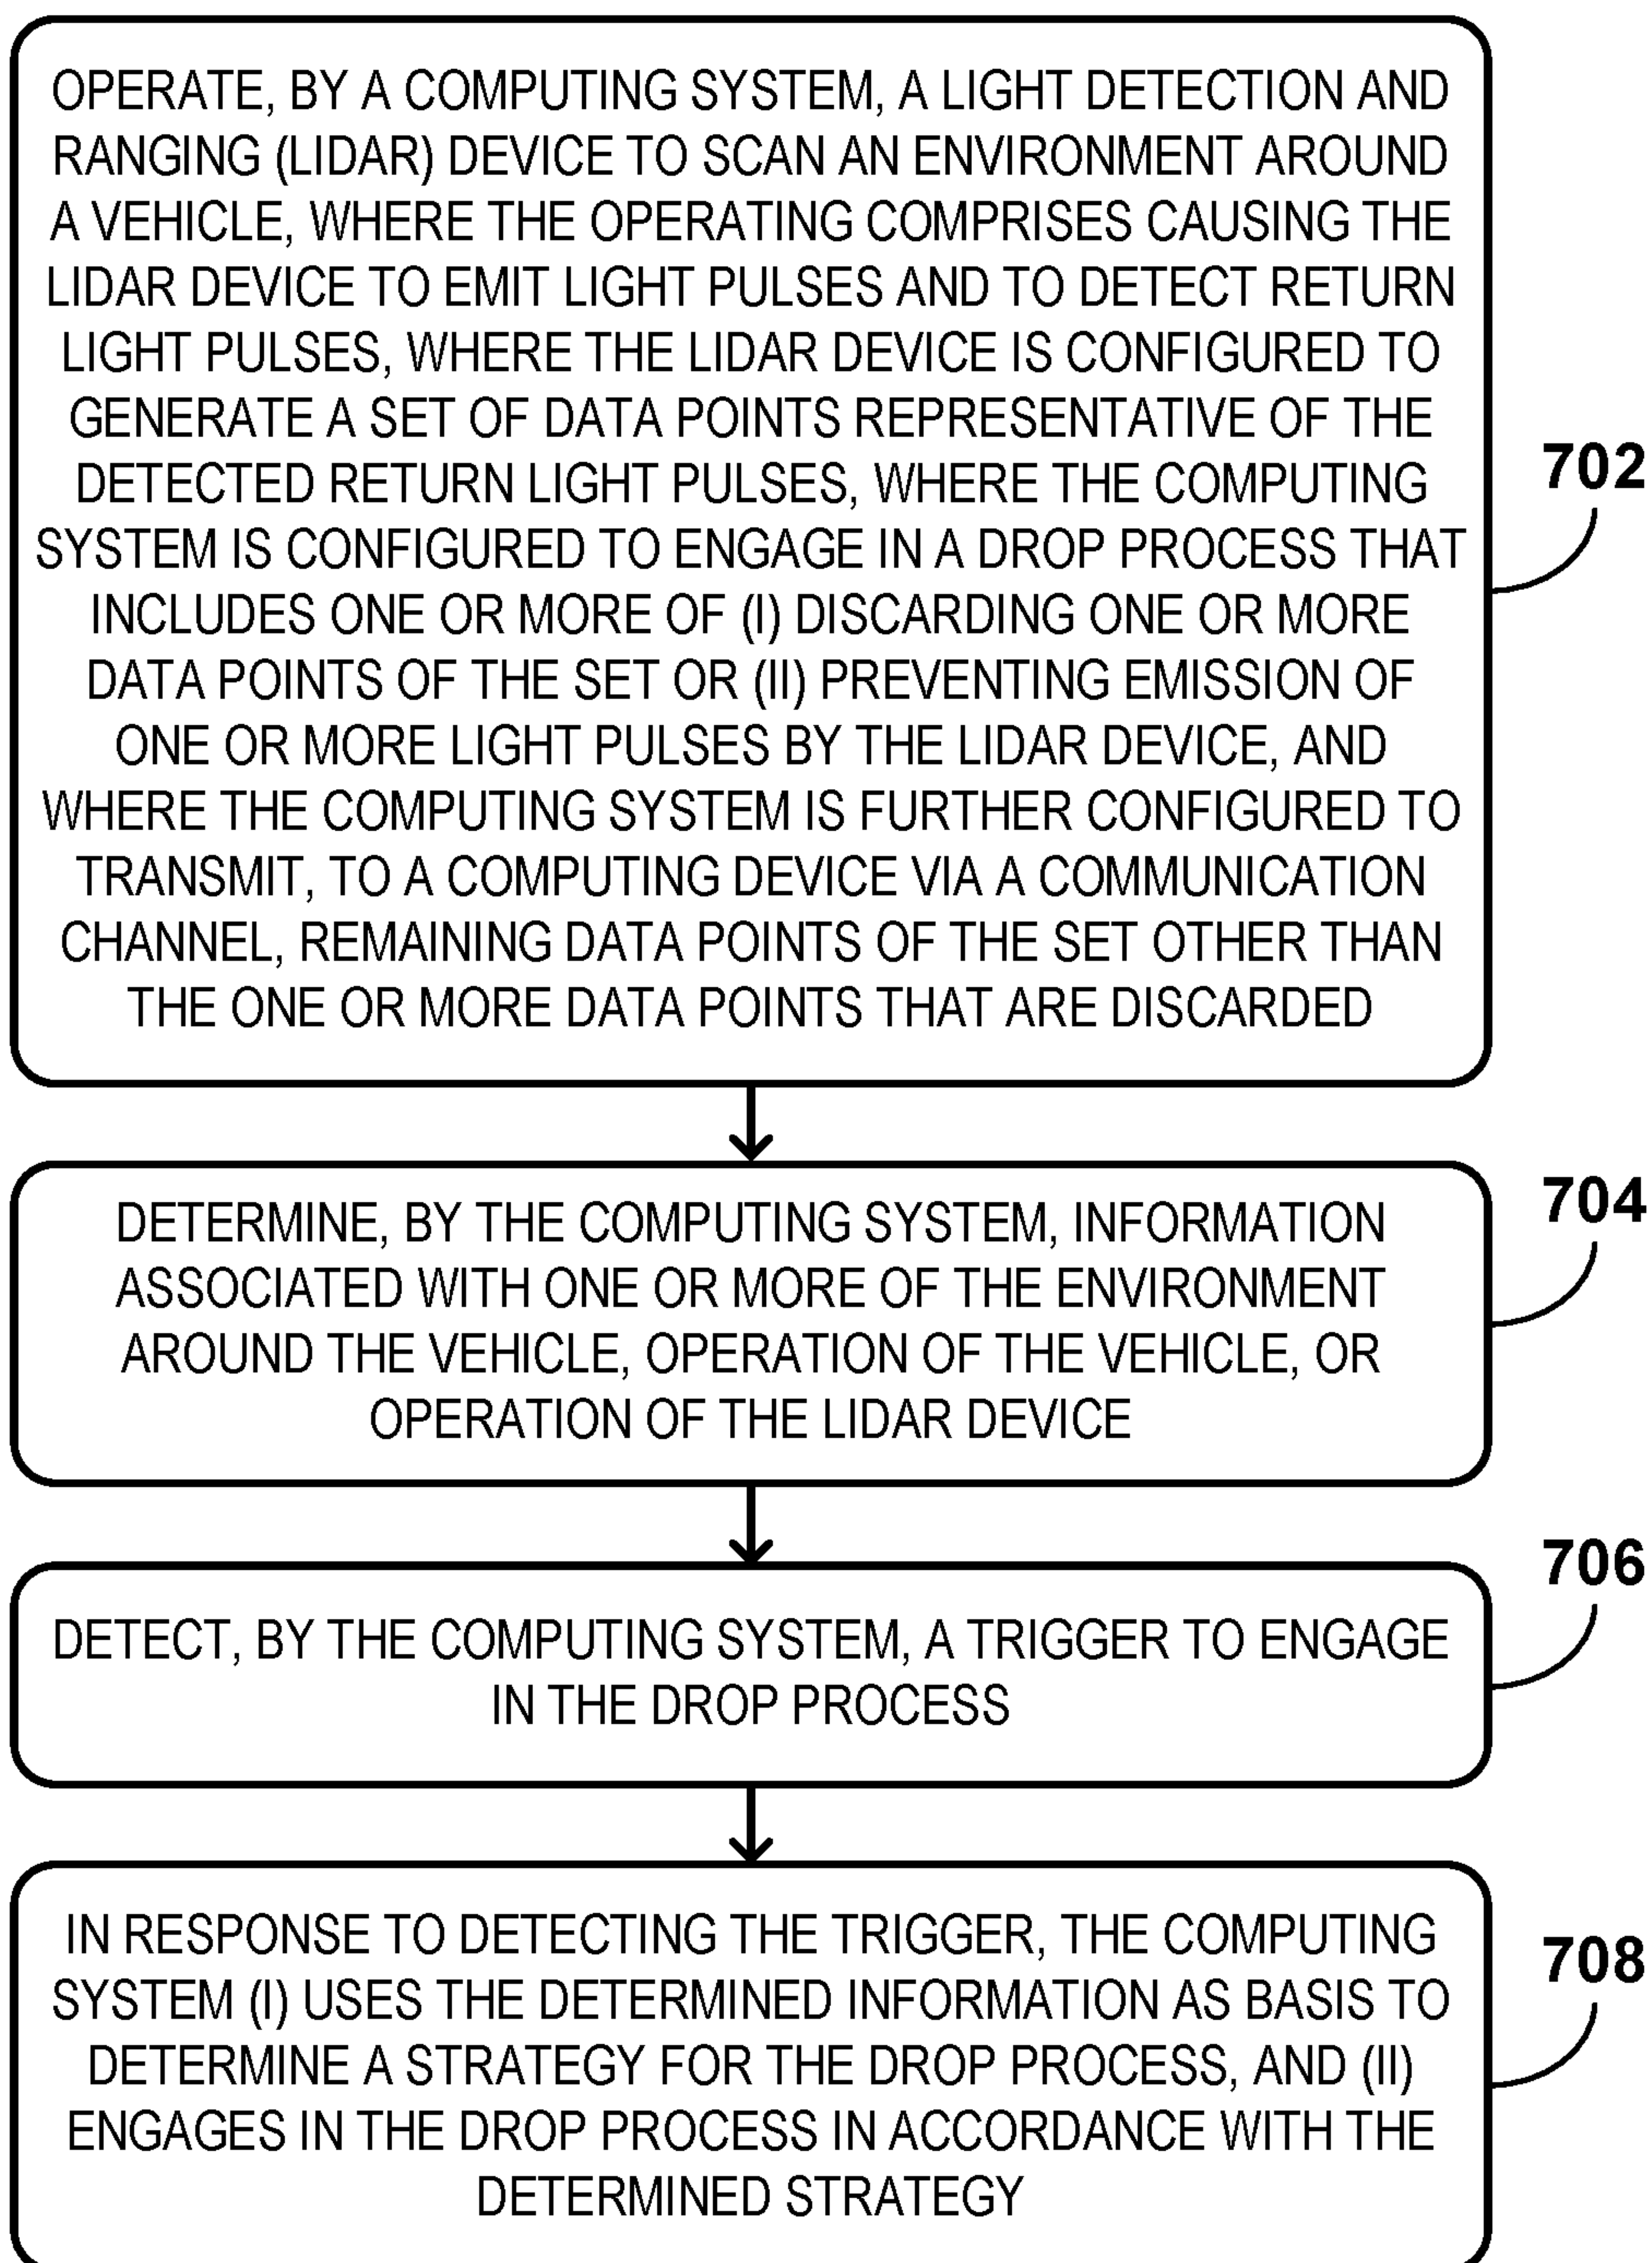 OPERATE, BY A COMPUTING SYSTEM, A LIGHT DETECTION AND
RANGING (LIDAR) DEVICE TO SCAN AN ENVIRONMENT AROUND
A VEHICLE, WHERE THE OPERATING COMPRISES CAUSING THE
LIDAR DEVICE TO EMIT LIGHT PULSES AND TO DETECT RETURN
LIGHT PULSES, WHERE THE LIDAR DEVICE IS CONFIGURED TO
GENERATE A SET OF DATA POINTS REPRESENTATIVE OF THE
DETECTED RETURN LIGHT PULSES, WHERE THE COMPUTING
SYSTEM IS CONFIGURED TO ENGAGE IN A DROP PROCESS THAT
INCLUDES ONE OR MORE OF (I) DISCARDING ONE OR MORE
DATA POINTS OF THE SET OR (II) PREVENTING EMISSION OF
ONE OR MORE LIGHT PULSES BY THE LIDAR DEVICE, AND
WHERE THE COMPUTING SYSTEM IS FURTHER CONFIGURED TO
TRANSMIT, TO A COMPUTING DEVICE VIA A COMMUNICATION
CHANNEL, REMAINING DATA POINTS OF THE SET OTHER THAN
THE ONE OR MORE DATA POINTS THAT ARE DISCARDED
702
DETERMINE, BY THE COMPUTING SYSTEM, INFORMATION
ASSOCIATED WITH ONE OR MORE OF THE ENVIRONMENT
AROUND THE VEHICLE, OPERATION OF THE VEHICLE, OR
OPERATION OF THE LIDAR DEVICE
704
DETECT, BY THE COMPUTING SYSTEM, A TRIGGER TO ENGAGE
IN THE DROP PROCESS
706
IN RESPONSE TO DETECTING THE TRIGGER, THE COMPUTING
SYSTEM (I) USES THE DETERMINED INFORMATION AS BASIS TO
DETERMINE A STRATEGY FOR THE DROP PROCESS, AND (II)
ENGAGES IN THE DROP PROCESS IN ACCORDANCE WITH THE
DETERMINED STRATEGY
708